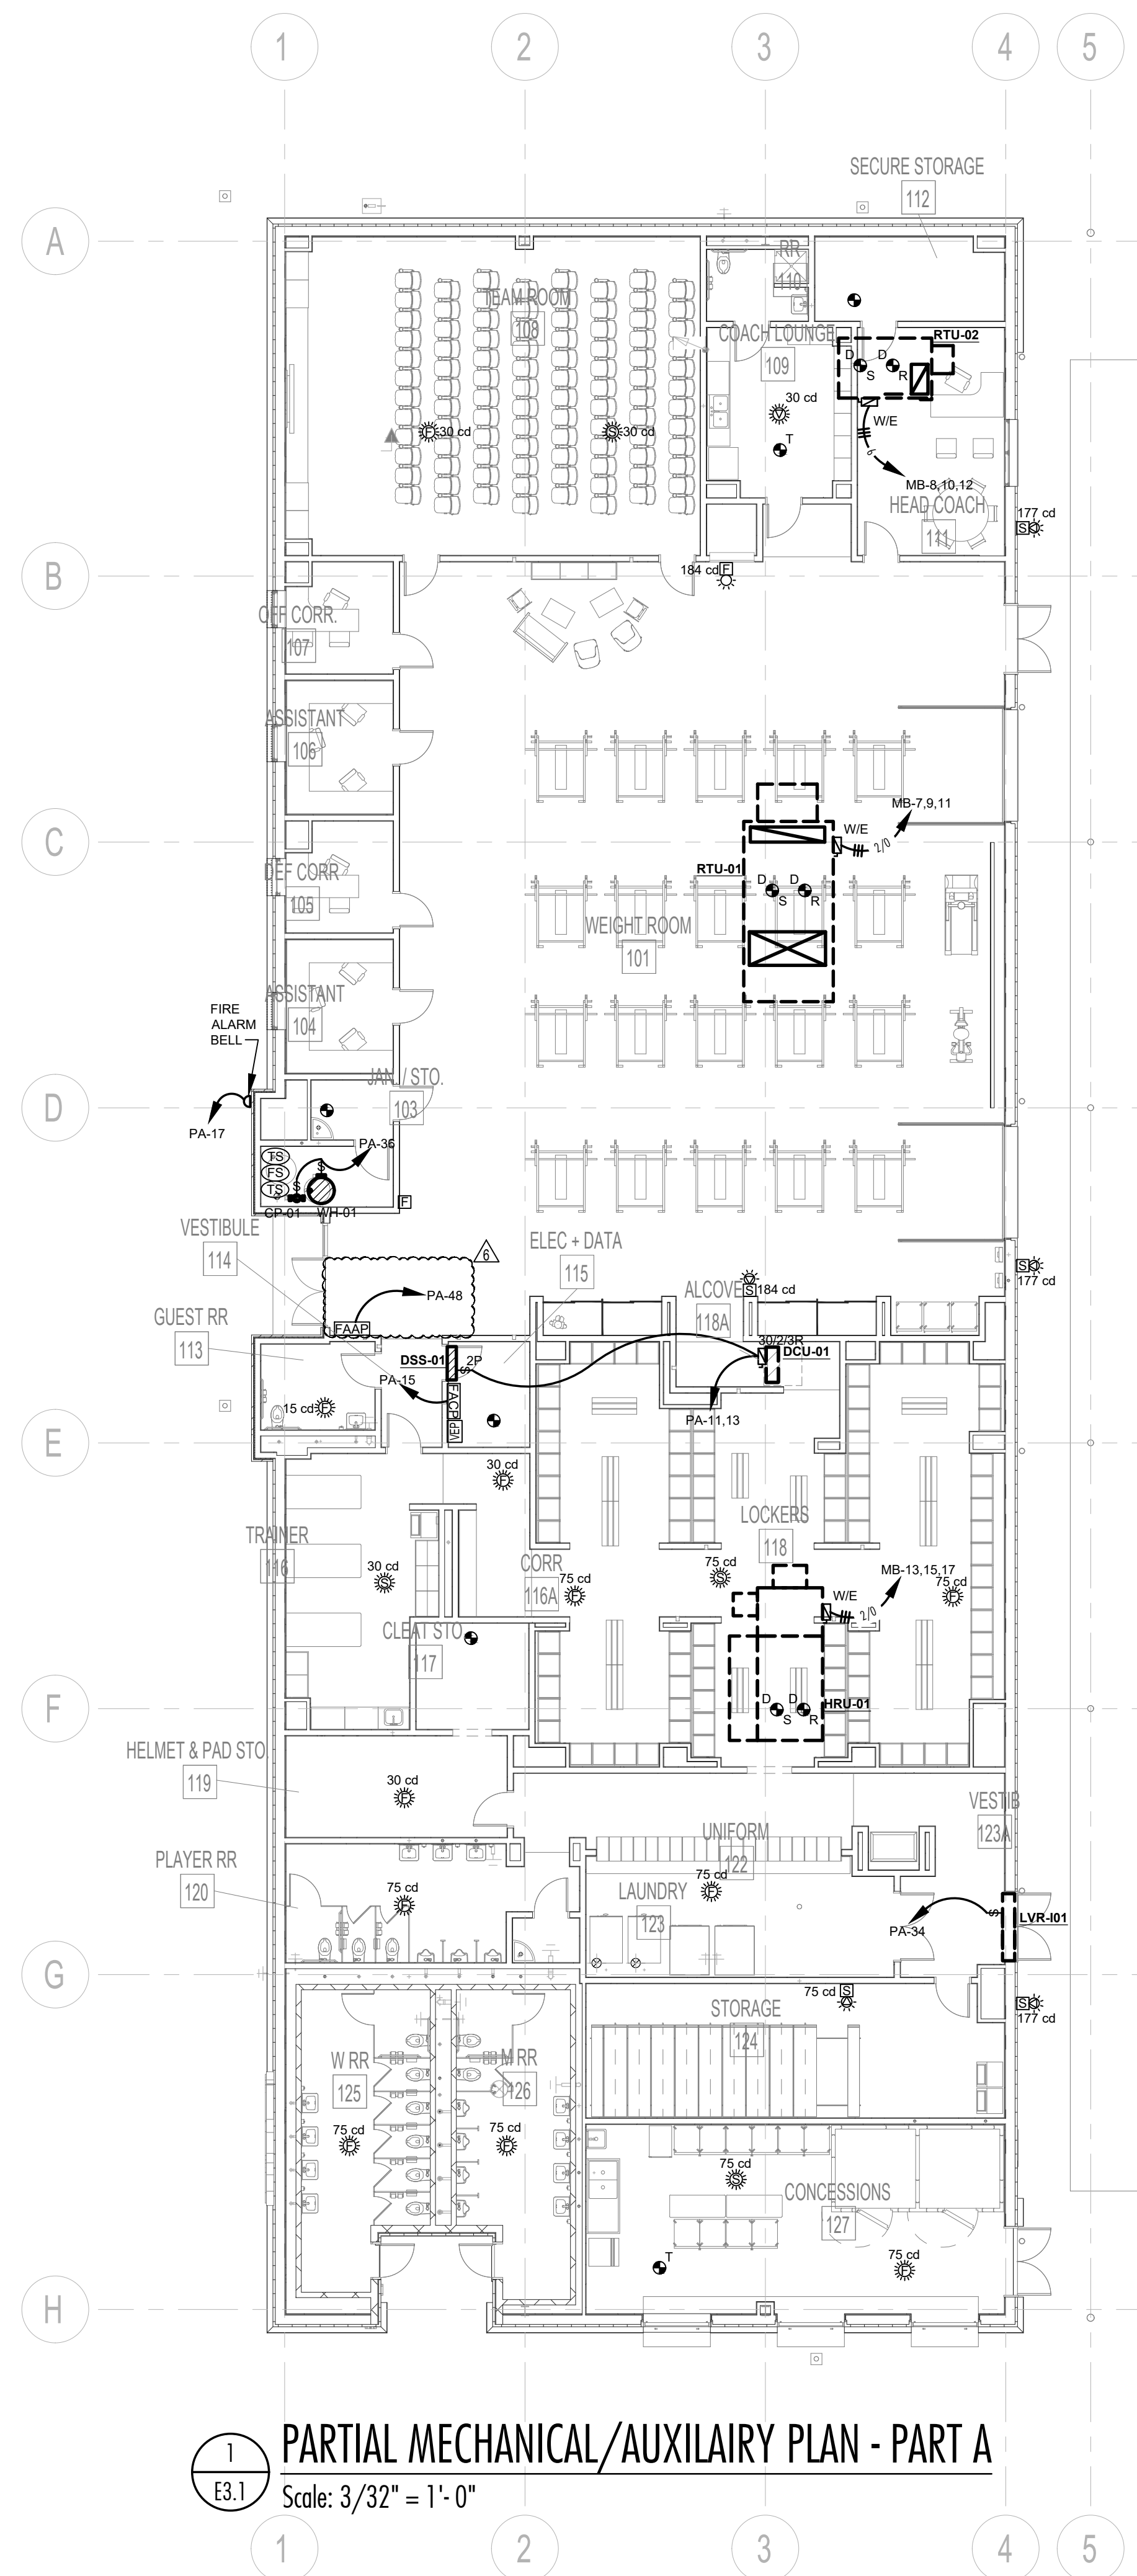 1
2
3
4
5
SECURE STORAGE
112
A
RR
110
TEAM ROOM
108
COACH LOUNGE
109
RTU-02
D
D
S
R
30 cd
T
W/E
6
MB-8,10,12
F
30 cd
S
30 cd
V
HEAD COACH
111
177 cd
S
184 cd
F
B
OFF CORR.
107
ASSISTANT
106
MB-7,9,11
C
W/E
2/0
DEF CORR
105
RTU-01
D
D
S
R
WEIGHT ROOM
101
ASSISTANT
104
FIRE
ALARM
BELL
JAN. / STO.
103
D
PA-17
PA-36
TS
FS
TS
S
S
CP-01
WH-01
F
VESTIBULE
114
6
ELEC + DATA
115
S
177 cd
PA-48
FAAP
ALCOVE
118A
S
184 cd
GUEST RR
113
DSS-01
2P
S
30/2/3R
DCU-01
PA-15
FACP
VEP
PA-11,13
15 cd
F
E
30 cd
F
TRAINER
116
30 cd
S
CORR
116A
75 cd
F
LOCKERS
118
75 cd
S
MB-13,15,17
75 cd
F
W/E
2/0
CLEAT STO.
117
HRU-01
D
D
S
R
F
HELMET & PAD STO.
119
30 cd
F
VESTIB
123A
UNIFORM
122
PLAYER RR
120
75 cd
F
75 cd
F
LAUNDRY
123
S
LVR-I01
PA-34
G
75 cd
S
S
177 cd
STORAGE
124
W RR
125
M RR
126
75 cd
F
75 cd
F
75 cd
S
CONCESSIONS
127
T
75 cd
F
H
1
E3.1
PARTIAL MECHANICAL/AUXILAIRY PLAN - PART A
Scale: 3/32" = 1'- 0"
1
2
3
4
5